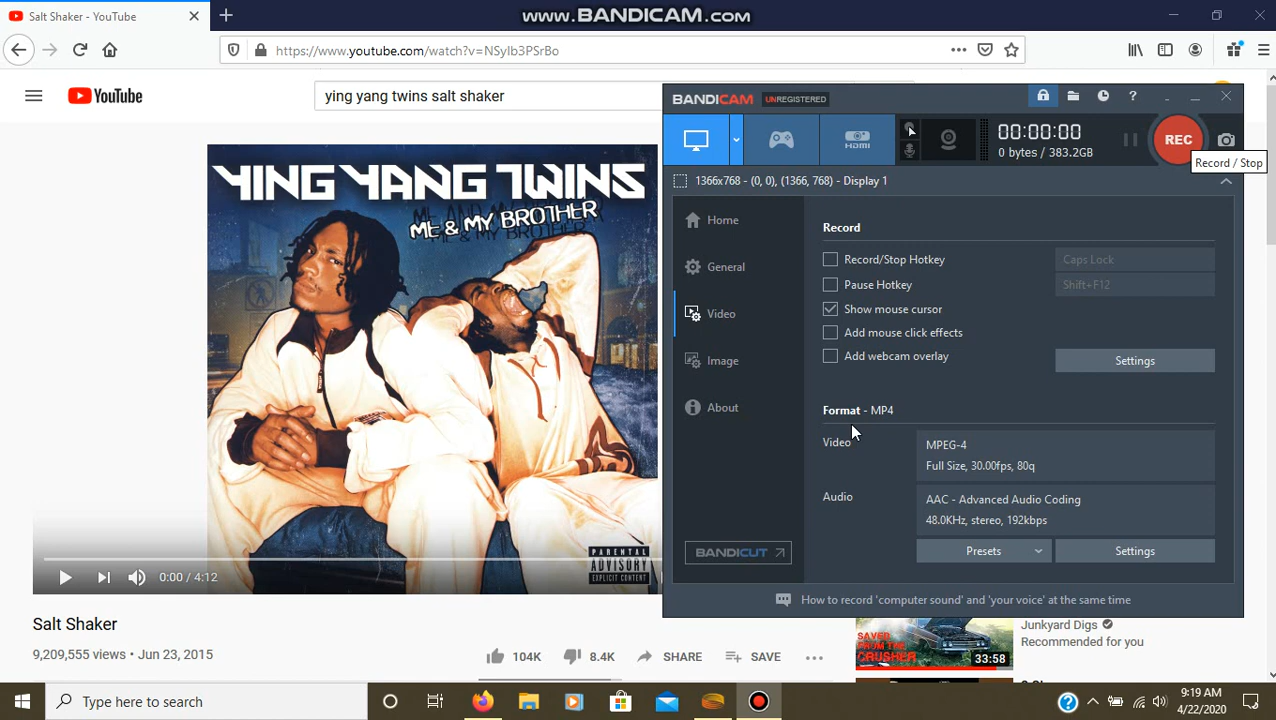 Salt Shaker - YouTube
www.BANDICAM.com
https://www.youtube.com/watch?v=NSyIb3PSrBo
YouTube
ying yang twins salt shaker
YING YANG TWINS
ME & MY BROTHER
PARENTAL
ADVISORY
EXPLICIT CONTENT
0:00 / 4:12
Salt Shaker
9,209,555 views • Jun 23, 2015
104K
8.4K
SHARE
SAVE
BANDICAM UNREGISTERED
HDMI
00:00:00
0 bytes / 383.2GB
REC
Record / Stop
1366x768 - (0, 0), (1366, 768) - Display 1
Home
General
Video
Image
About
BANDICUT
Record
Record/Stop Hotkey
Caps Lock
Pause Hotkey
Shift+F12
Show mouse cursor
Add mouse click effects
Add webcam overlay
Settings
Format - MP4
Video
MPEG-4
Full Size, 30.00fps, 80q
Audio
AAC - Advanced Audio Coding
48.0KHz, stereo, 192kbps
Presets
Settings
How to record 'computer sound' and 'your voice' at the same time
SAVED
FROM THE
CRUSHER
33:58
Junkyard Digs
Recommended for you
Type here to search
9:19 AM
4/22/2020